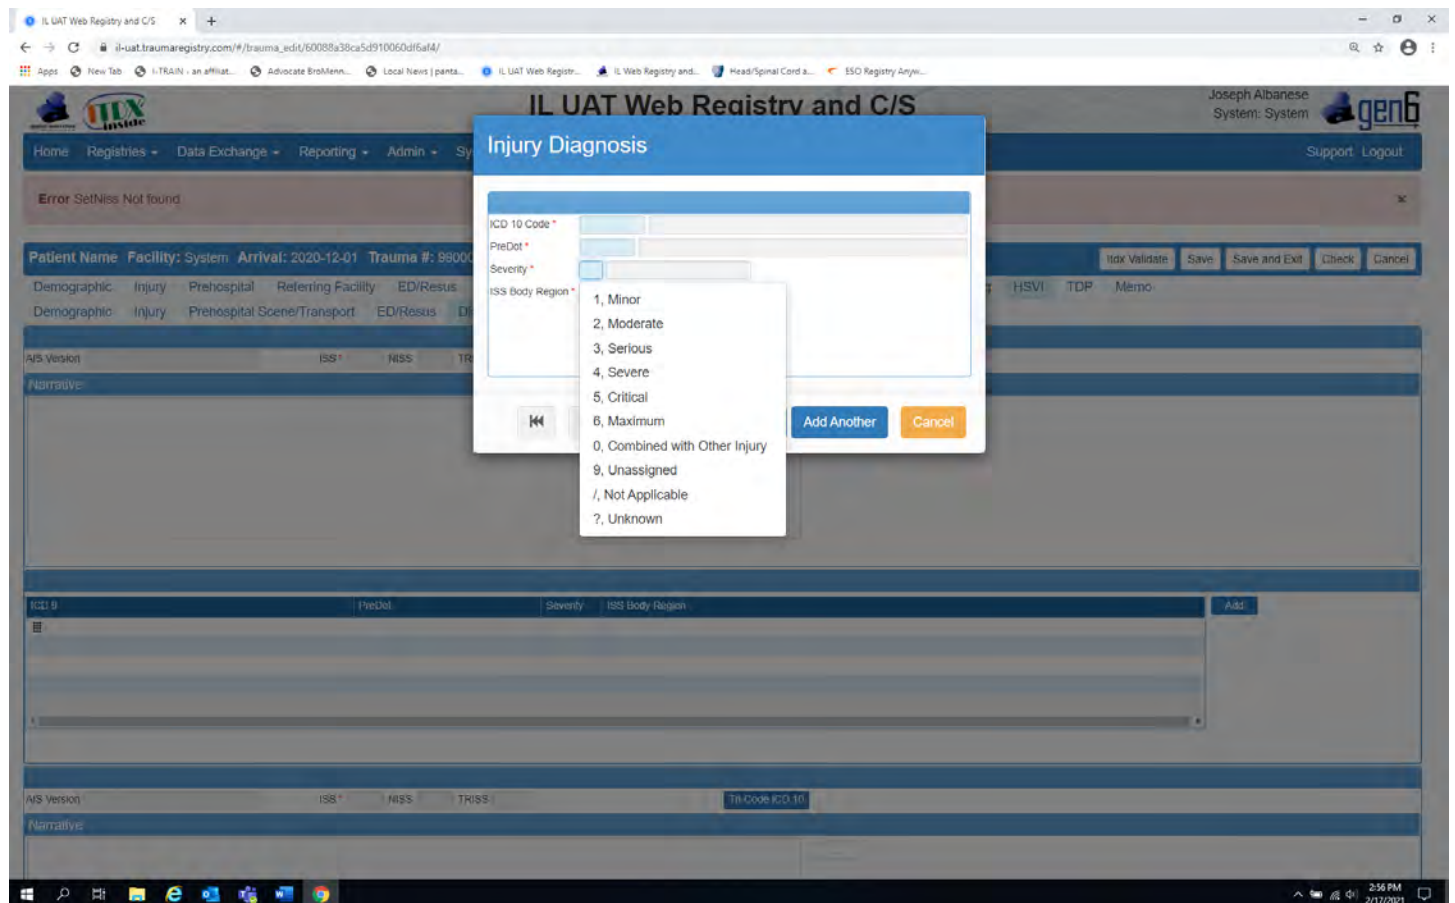 IL UAT Web Registry and C/S
il-uat.traumaregistry.com/#/trauma_edit/60088a38ca5d910060df6af4/
Apps New Tab I-TRAIN - an affiliat... Advocate BroMenn... Local News | panta... IL UAT Web Registr... IL Web Registry and... Head/Spinal Cord a... ESO Registry Anyw...
ITDX inside
IL UAT Web Registry and C/S
Joseph Albanese
System: System
gen6
Home Registries Data Exchange Reporting Admin Sy
Support Logout
Injury Diagnosis
Error SetNiss Not found
ICD 10 Code *
PreDot *
Severity *
ISS Body Region *
1, Minor
2, Moderate
3, Serious
4, Severe
5, Critical
6, Maximum
0, Combined with Other Injury
9, Unassigned
/, Not Applicable
?, Unknown
Add Another Cancel
Patient Name Facility: System Arrival: 2020-12-01 Trauma #: 99000
Itdx Validate Save Save and Exit Check Cancel
Demographic Injury Prehospital Referring Facility ED/Resus HSVI TDP Memo
Demographic Injury Prehospital Scene/Transport ED/Resus
AIS Version ISS * NISS TR
Narrative
ICD 9 PreDot Severity ISS Body Region Add
AIS Version ISS * NISS TRISS Tri-Code ICD 10
Narrative
2:56 PM
2/17/2021